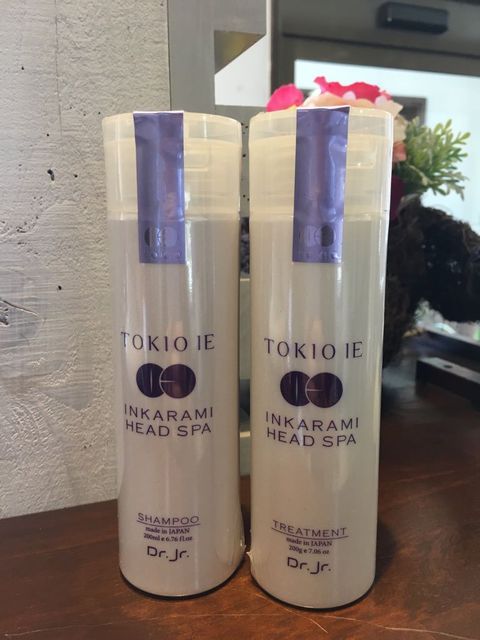 TOKIO IE
INKARAMI
HEAD SPA
SHAMPOO
made in JAPAN
200ml e 6.76 fl.oz
Dr.Jr.
TOKIO IE
INKARAMI
HEAD SPA
TREATMENT
made in JAPAN
200g e 7.06 oz
Dr.Jr.